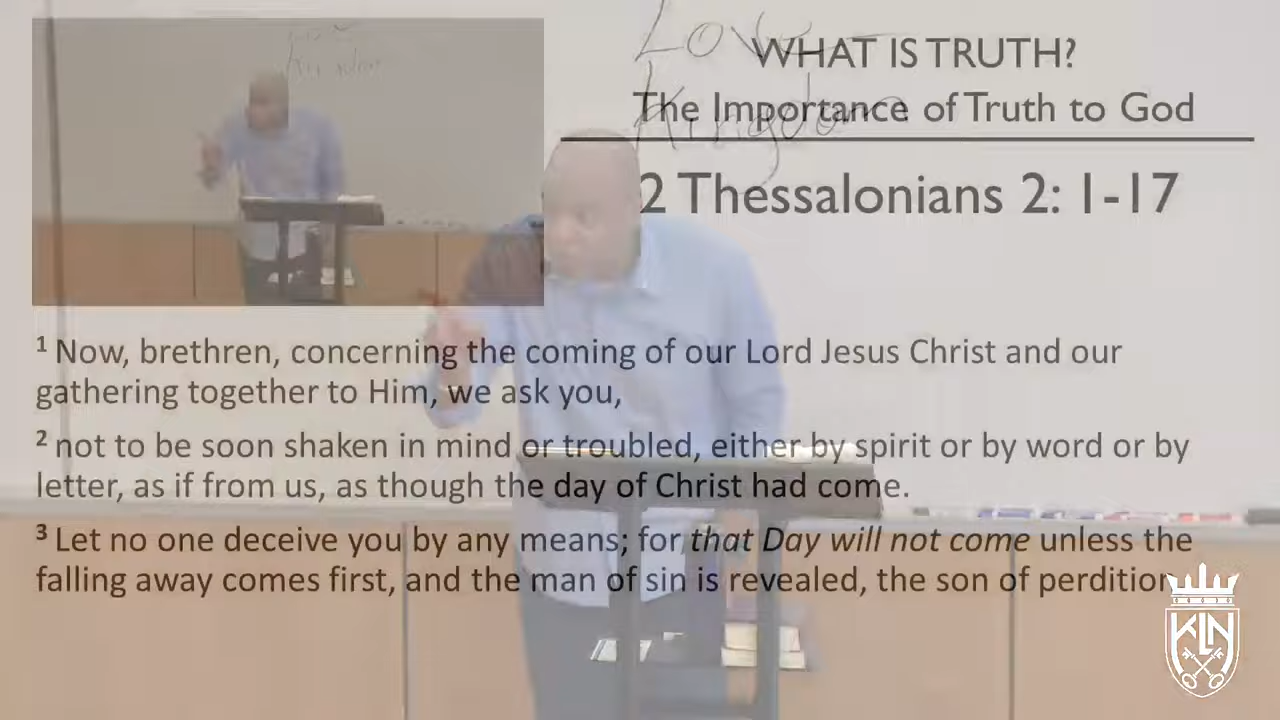 Love
Kingdom
WHAT IS TRUTH?
The Importance of Truth to God
2 Thessalonians 2: 1-17
1 Now, brethren, concerning the coming of our Lord Jesus Christ and our
gathering together to Him, we ask you,
2 not to be soon shaken in mind or troubled, either by spirit or by word or by
letter, as if from us, as though the day of Christ had come.
3 Let no one deceive you by any means; for that Day will not come unless the
falling away comes first, and the man of sin is revealed, the son of perdition
KLN